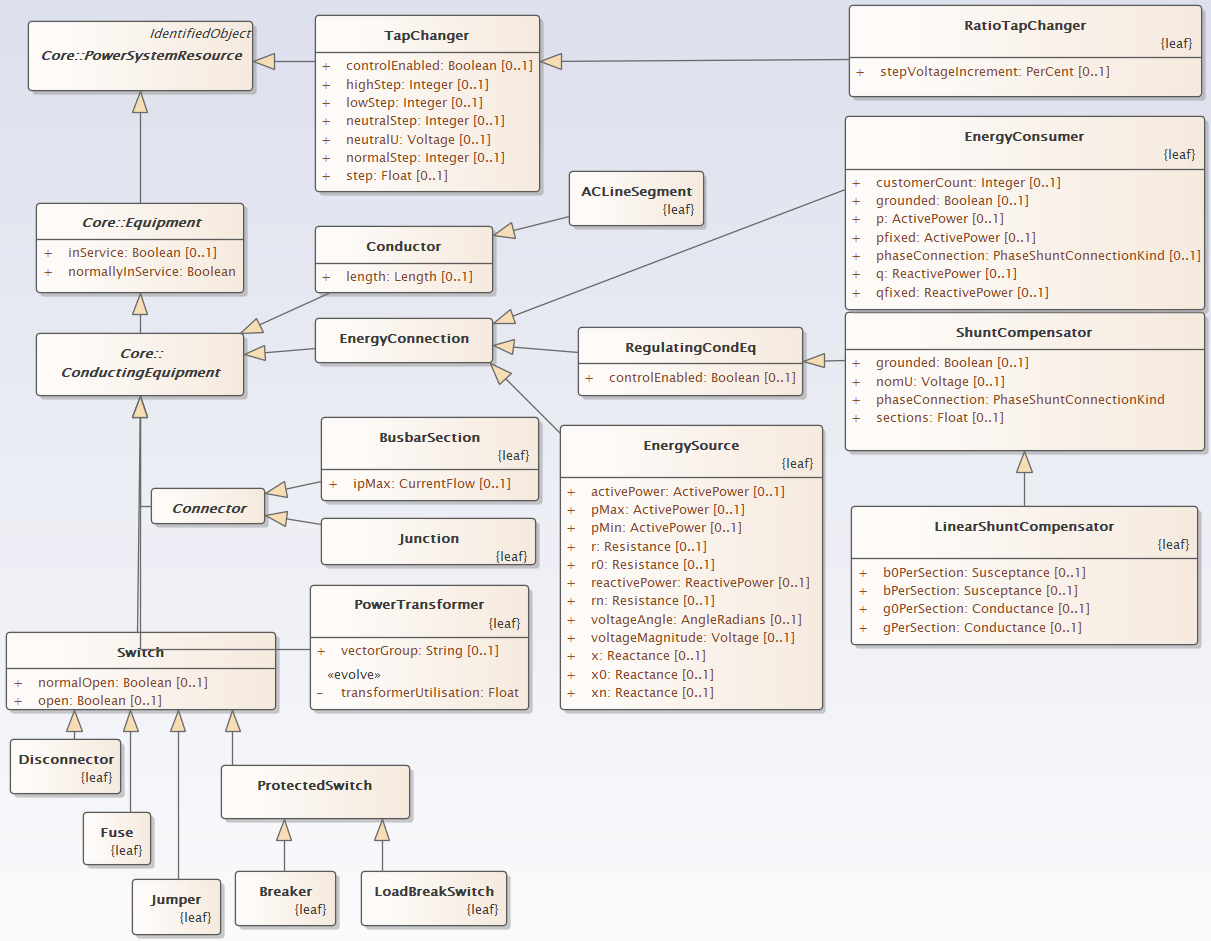 IdentifiedObject
Core::PowerSystemResource
TapChanger
+ controlEnabled: Boolean [0..1]
+ highStep: Integer [0..1]
+ lowStep: Integer [0..1]
+ neutralStep: Integer [0..1]
+ neutralU: Voltage [0..1]
+ normalStep: Integer [0..1]
+ step: Float [0..1]
RatioTapChanger
{leaf}
+ stepVoltageIncrement: PerCent [0..1]
EnergyConsumer
{leaf}
+ customerCount: Integer [0..1]
+ grounded: Boolean [0..1]
+ p: ActivePower [0..1]
+ pfixed: ActivePower [0..1]
+ phaseConnection: PhaseShuntConnectionKind [0..1]
+ q: ReactivePower [0..1]
+ qfixed: ReactivePower [0..1]
ACLineSegment
{leaf}
Core::Equipment
+ inService: Boolean [0..1]
+ normallyInService: Boolean
Conductor
+ length: Length [0..1]
Core::
ConductingEquipment
EnergyConnection
RegulatingCondEq
+ controlEnabled: Boolean [0..1]
ShuntCompensator
+ grounded: Boolean [0..1]
+ nomU: Voltage [0..1]
+ phaseConnection: PhaseShuntConnectionKind
+ sections: Float [0..1]
BusbarSection
{leaf}
+ ipMax: CurrentFlow [0..1]
EnergySource
{leaf}
+ activePower: ActivePower [0..1]
+ pMax: ActivePower [0..1]
+ pMin: ActivePower [0..1]
+ r: Resistance [0..1]
+ r0: Resistance [0..1]
+ reactivePower: ReactivePower [0..1]
+ rn: Resistance [0..1]
+ voltageAngle: AngleRadians [0..1]
+ voltageMagnitude: Voltage [0..1]
+ x: Reactance [0..1]
+ x0: Reactance [0..1]
+ xn: Reactance [0..1]
Connector
Junction
{leaf}
LinearShuntCompensator
{leaf}
+ b0PerSection: Susceptance [0..1]
+ bPerSection: Susceptance [0..1]
+ g0PerSection: Conductance [0..1]
+ gPerSection: Conductance [0..1]
PowerTransformer
{leaf}
+ vectorGroup: String [0..1]
«evolve»
– transformerUtilisation: Float
Switch
+ normalOpen: Boolean [0..1]
+ open: Boolean [0..1]
Disconnector
{leaf}
ProtectedSwitch
Fuse
{leaf}
Jumper
{leaf}
Breaker
{leaf}
LoadBreakSwitch
{leaf}